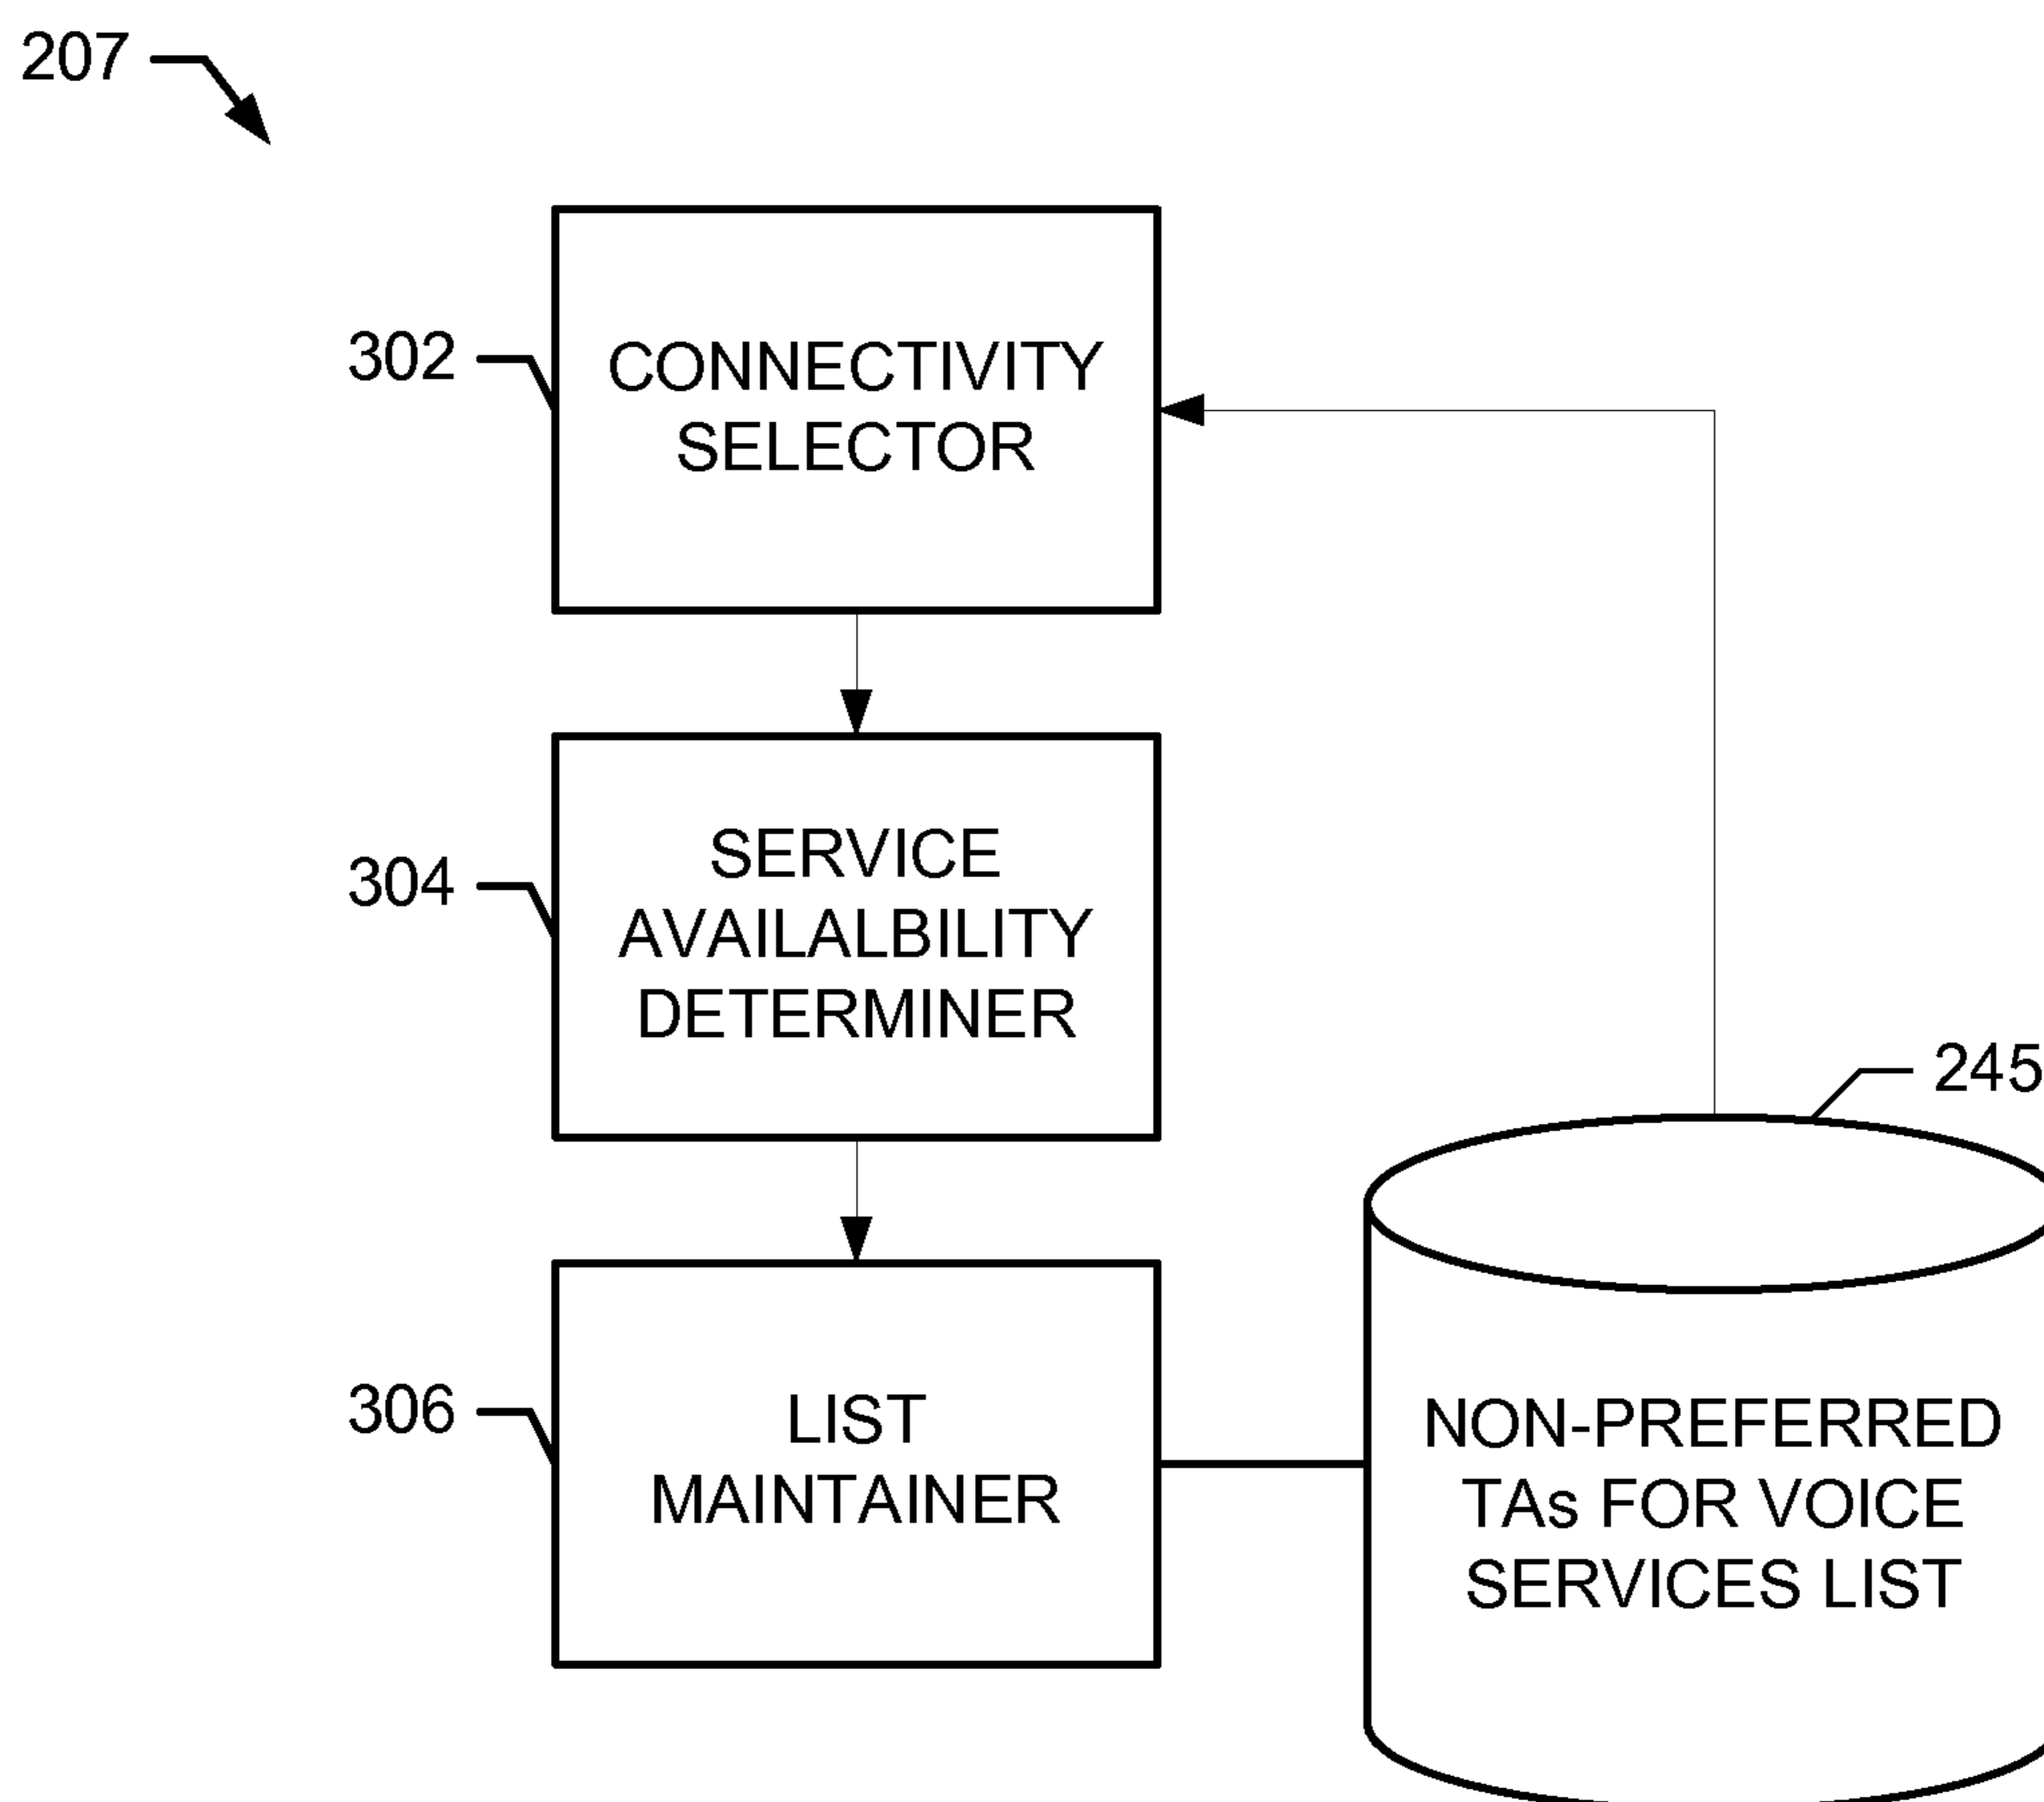 207
302
CONNECTIVITY
SELECTOR
304
SERVICE
AVAILALBILITY
DETERMINER
245
306
LIST
MAINTAINER
NON-PREFERRED
TAs FOR VOICE
SERVICES LIST